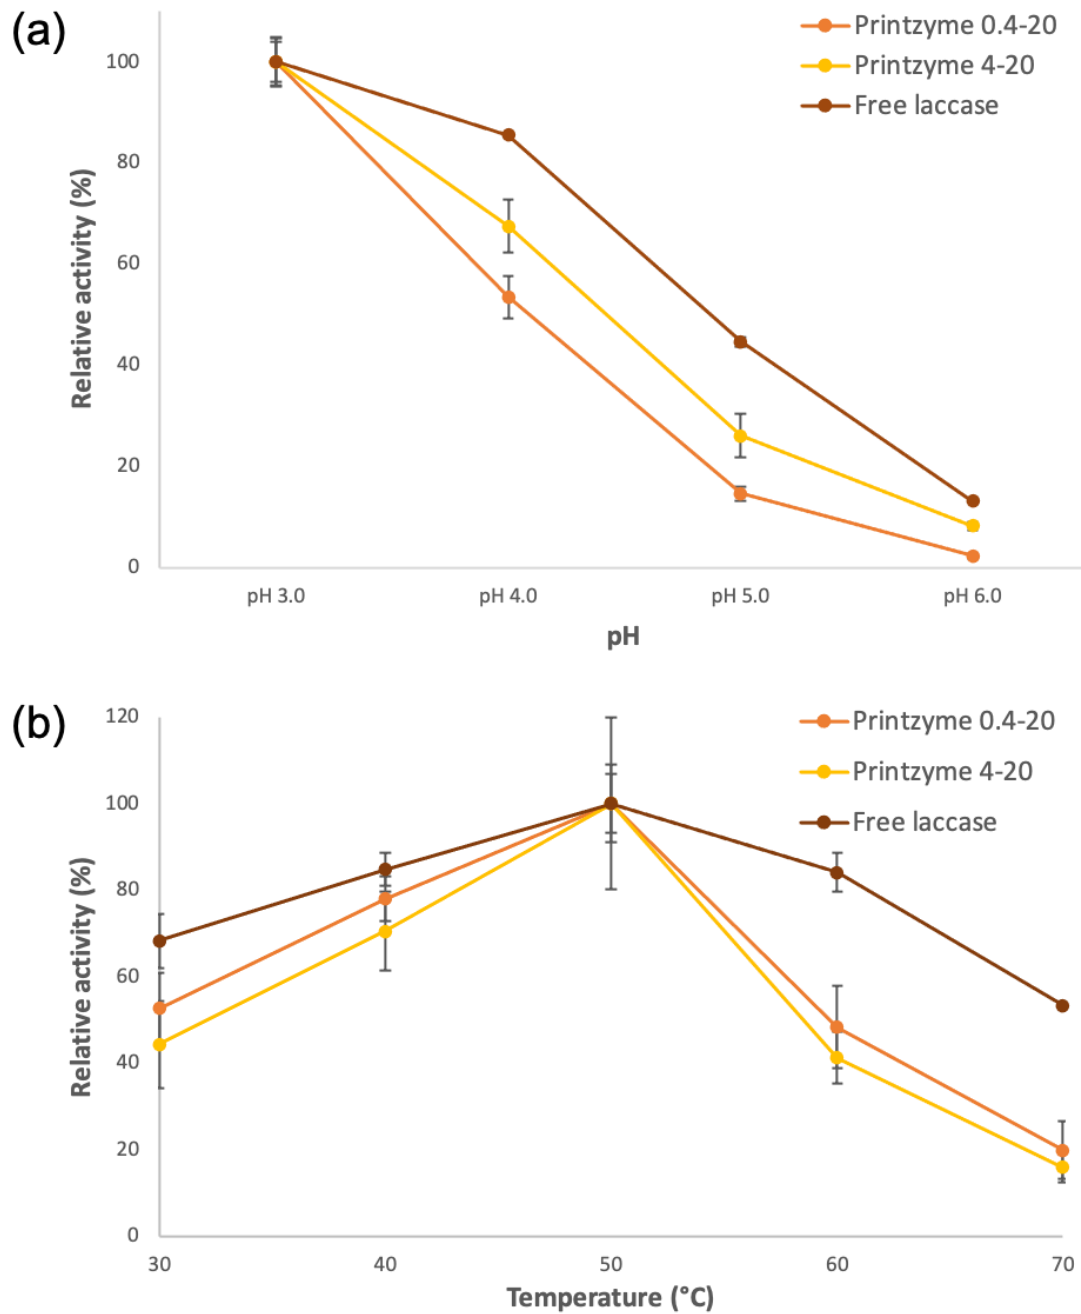 (a)
Printzyme 0.4-20
Printzyme 4-20
Free laccase
Relative activity (%)
100
80
60
40
20
0
pH 3.0 pH 4.0 pH 5.0 pH 6.0
pH
(b)
Printzyme 0.4-20
Printzyme 4-20
Free laccase
Relative activity (%)
120
100
80
60
40
20
0
30 40 50 60 70
Temperature (°C)